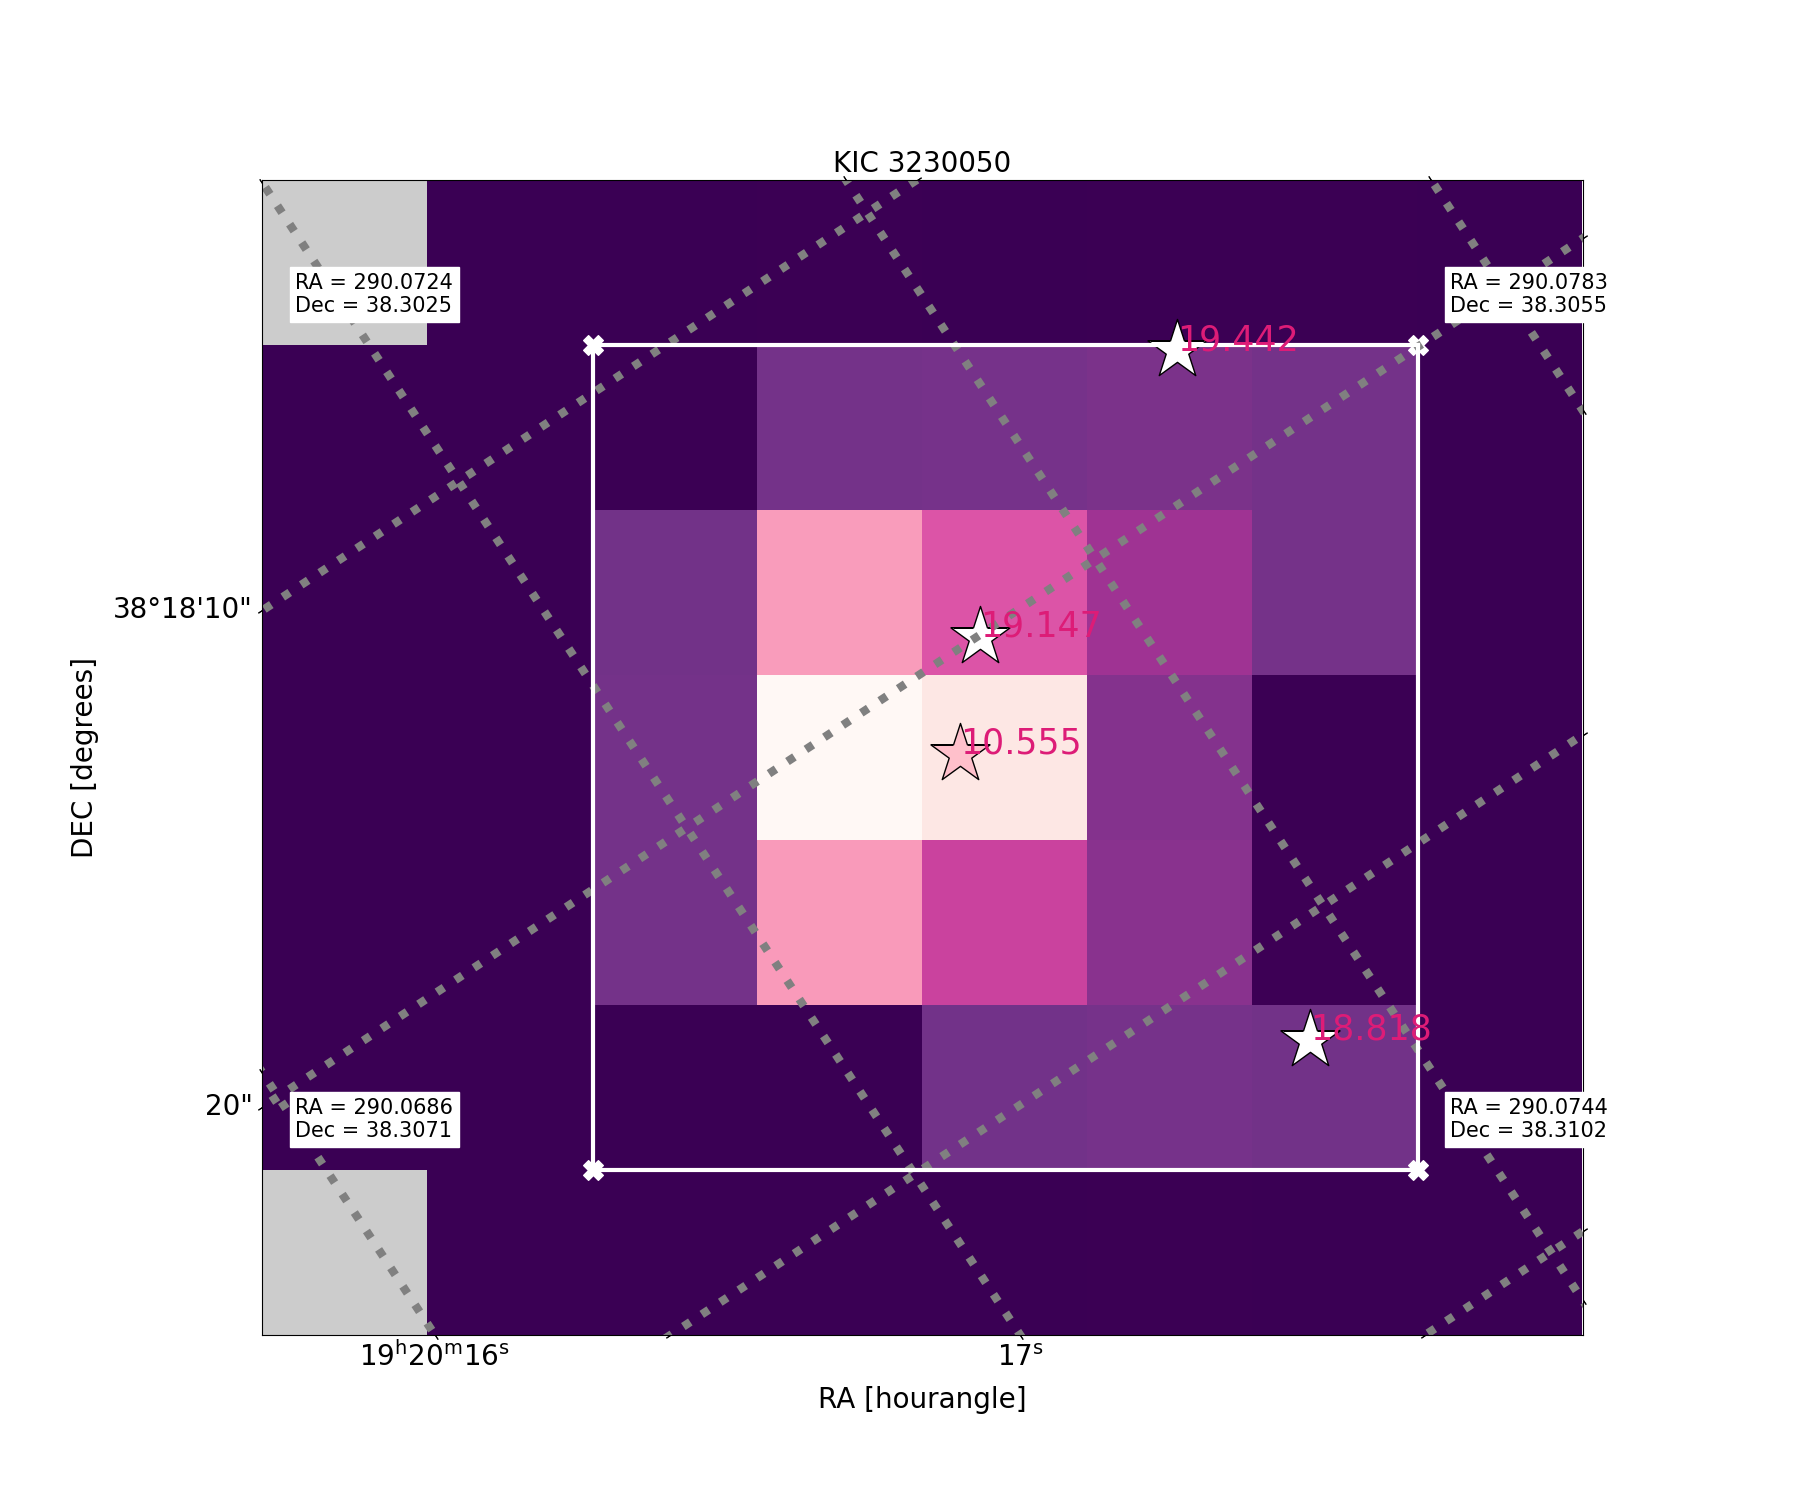 KIC 3230050
RA = 290.0724
Dec = 38.3025
RA = 290.0783
Dec = 38.3055
19.442
38°18'10"
19.147
10.555
DEC [degrees]
18.818
20"
RA = 290.0686
Dec = 38.3071
RA = 290.0744
Dec = 38.3102
19ʰ20ᵐ16ˢ
17ˢ
RA [hourangle]